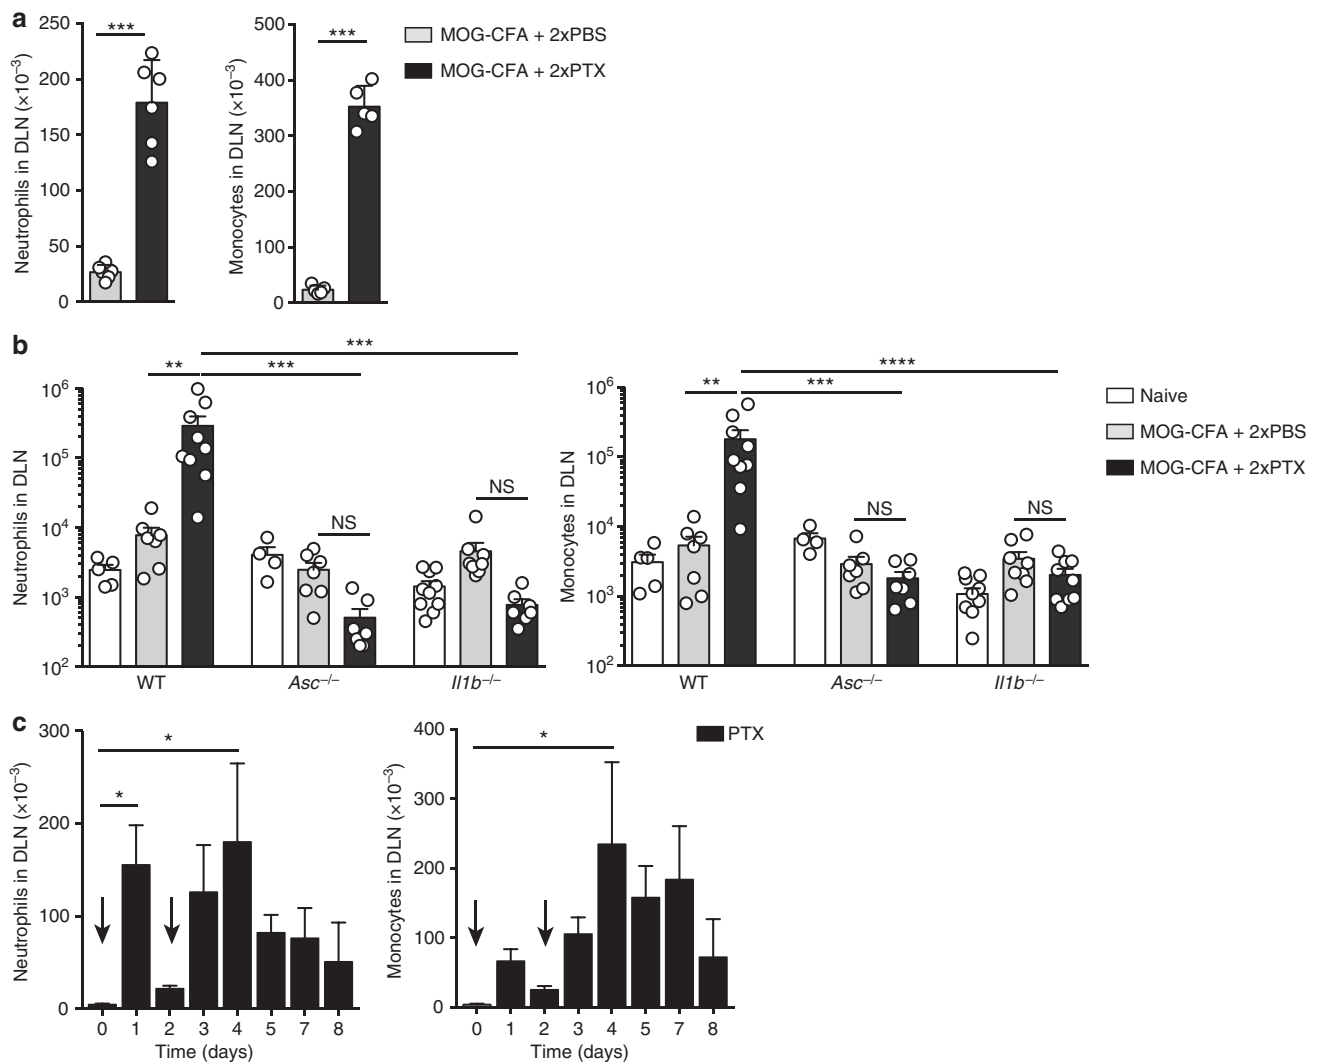 a
Neutrophils in DLN (×10⁻³)
250
200
150
100
50
0
***
Monocytes in DLN (×10⁻³)
500
400
300
200
100
0
***
MOG-CFA + 2xPBS
MOG-CFA + 2xPTX
b
Neutrophils in DLN
10⁶
10⁵
10⁴
10³
10²
***
** ***
NS
NS
WT Asc⁻/⁻ Il1b⁻/⁻
Monocytes in DLN
10⁶
10⁵
10⁴
10³
10²
****
** ***
NS NS
WT Asc⁻/⁻ Il1b⁻/⁻
Naive
MOG-CFA + 2xPBS
MOG-CFA + 2xPTX
c
Neutrophils in DLN (×10⁻³)
300
200
100
0
*
*
0 1 2 3 4 5 7 8
Time (days)
Monocytes in DLN (×10⁻³)
400
300
200
100
0
*
0 1 2 3 4 5 7 8
Time (days)
PTX